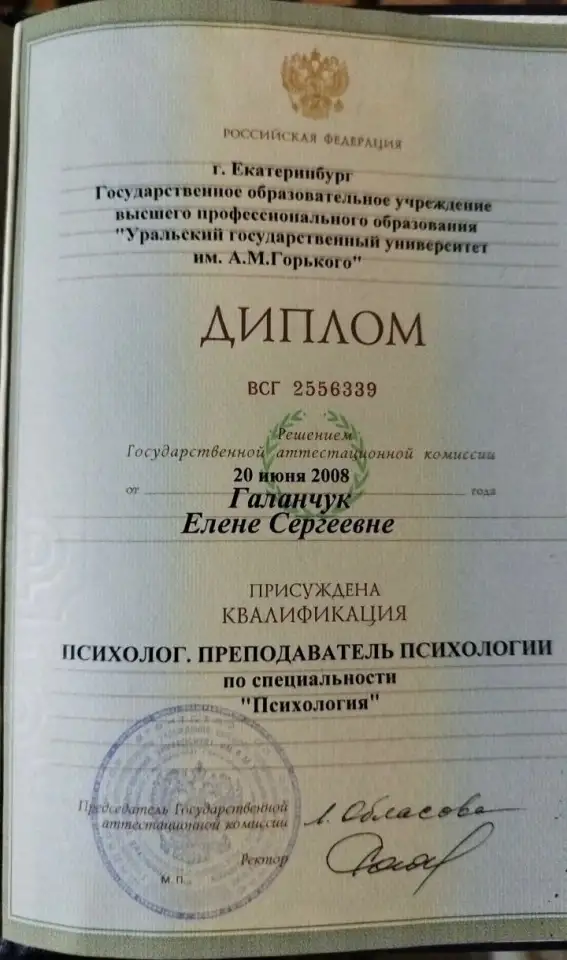 РОССИЙСКАЯ ФЕДЕРАЦИЯ
г. Екатеринбург
Государственное образовательное учреждение
высшего профессионального образования
"Уральский государственный университет
им. А.М.Горького"
ДИПЛОМ
ВСГ 2556339
Решением
Государственной аттестационной комиссии
20 июня 2008
от года
Галанчук
Елене Сергеевне
ПРИСУЖДЕНА
КВАЛИФИКАЦИЯ
ПСИХОЛОГ. ПРЕПОДАВАТЕЛЬ ПСИХОЛОГИИ
по специальности
"Психология"
Председатель Государственной
аттестационной комиссии
Ректор
М.П.